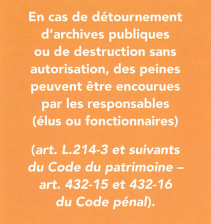 En cas de détournement
d'archives publiques
ou de destruction sans
autorisation, des peines
peuvent être encourues
par les responsables
(élus ou fonctionnaires)
(art. L.214-3 et suivants
du Code du patrimoine –
art. 432-15 et 432-16
du Code pénal).